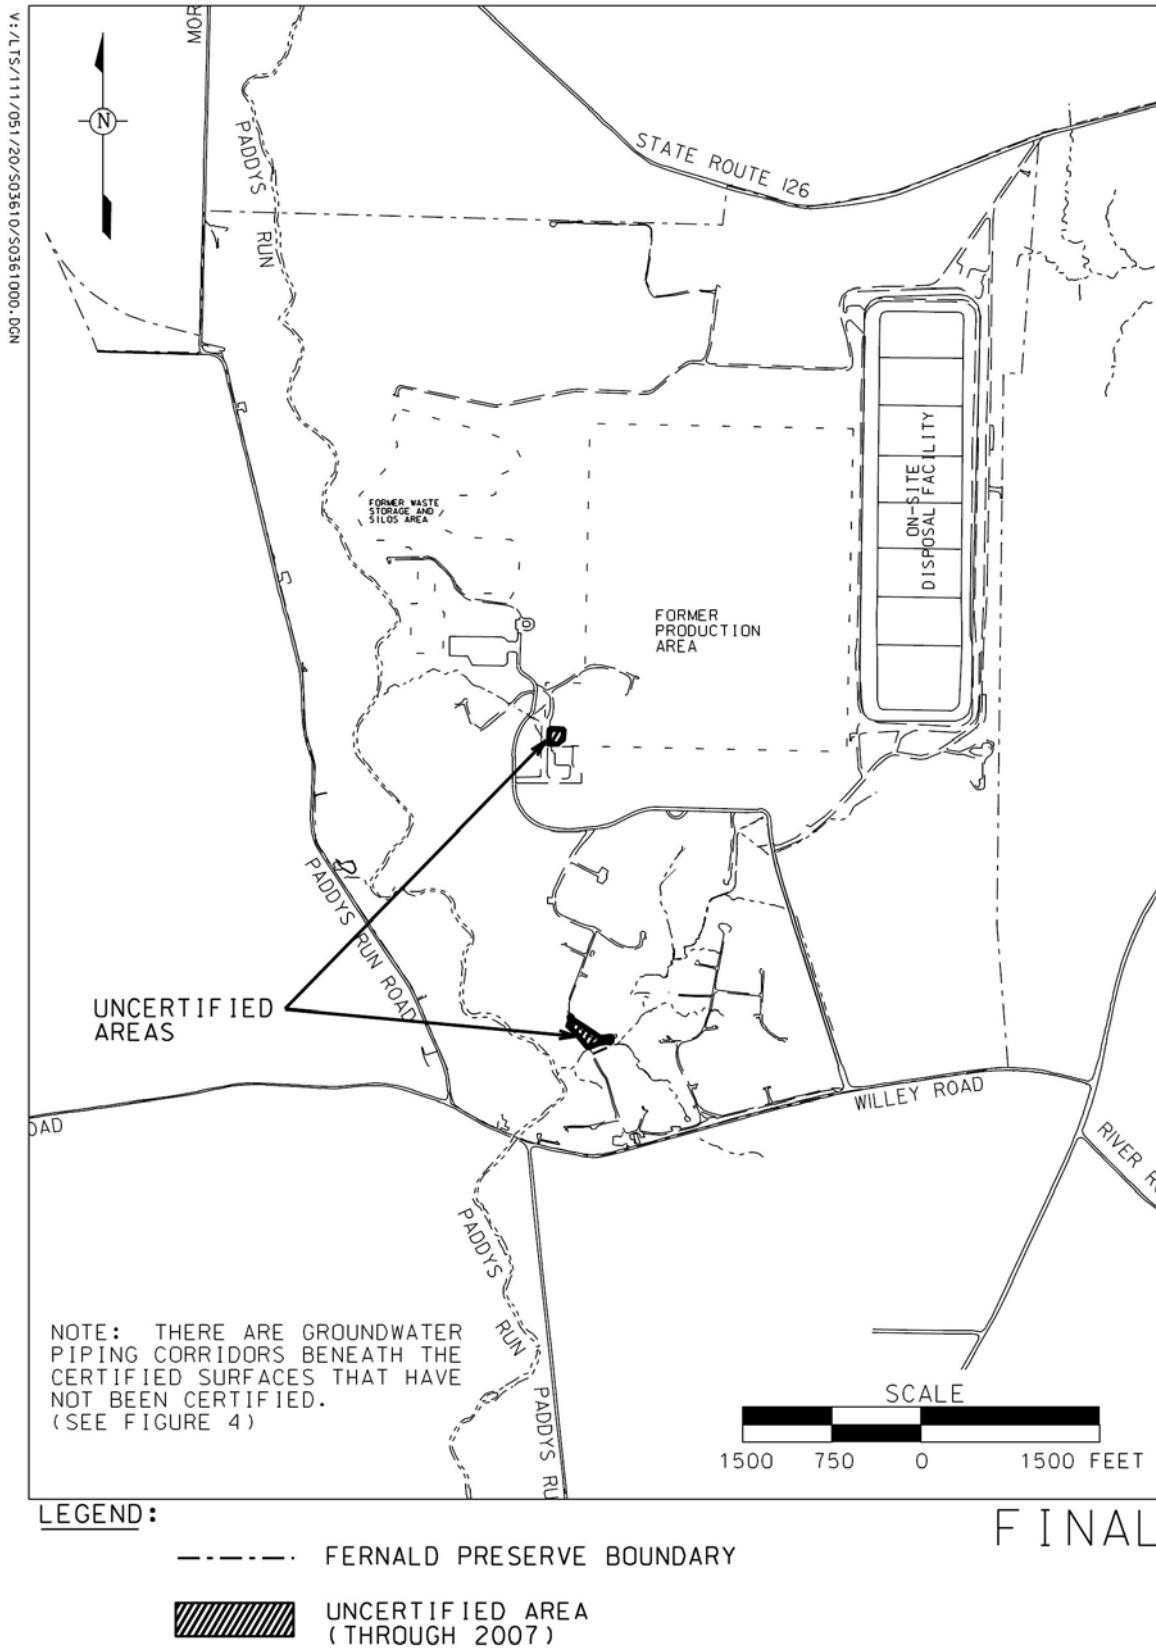 V:/LTS/111/051/20/S03610/S0361000.DGN
MOR
N
PADDYS
RUN
STATE ROUTE 126
FORMER WASTE
STORAGE AND
SILOS AREA
ON-SITE
DISPOSAL FACILITY
FORMER
PRODUCTION
AREA
PADDYS RUN ROAD
UNCERTIFIED
AREAS
OAD
WILLEY ROAD
RIVER RO
PADDYS
RUN
PADDYS RU
NOTE: THERE ARE GROUNDWATER
PIPING CORRIDORS BENEATH THE
CERTIFIED SURFACES THAT HAVE
NOT BEEN CERTIFIED.
(SEE FIGURE 4)
SCALE
1500 750 0 1500 FEET
LEGEND:
FINAL
FERNALD PRESERVE BOUNDARY
UNCERTIFIED AREA
(THROUGH 2007)